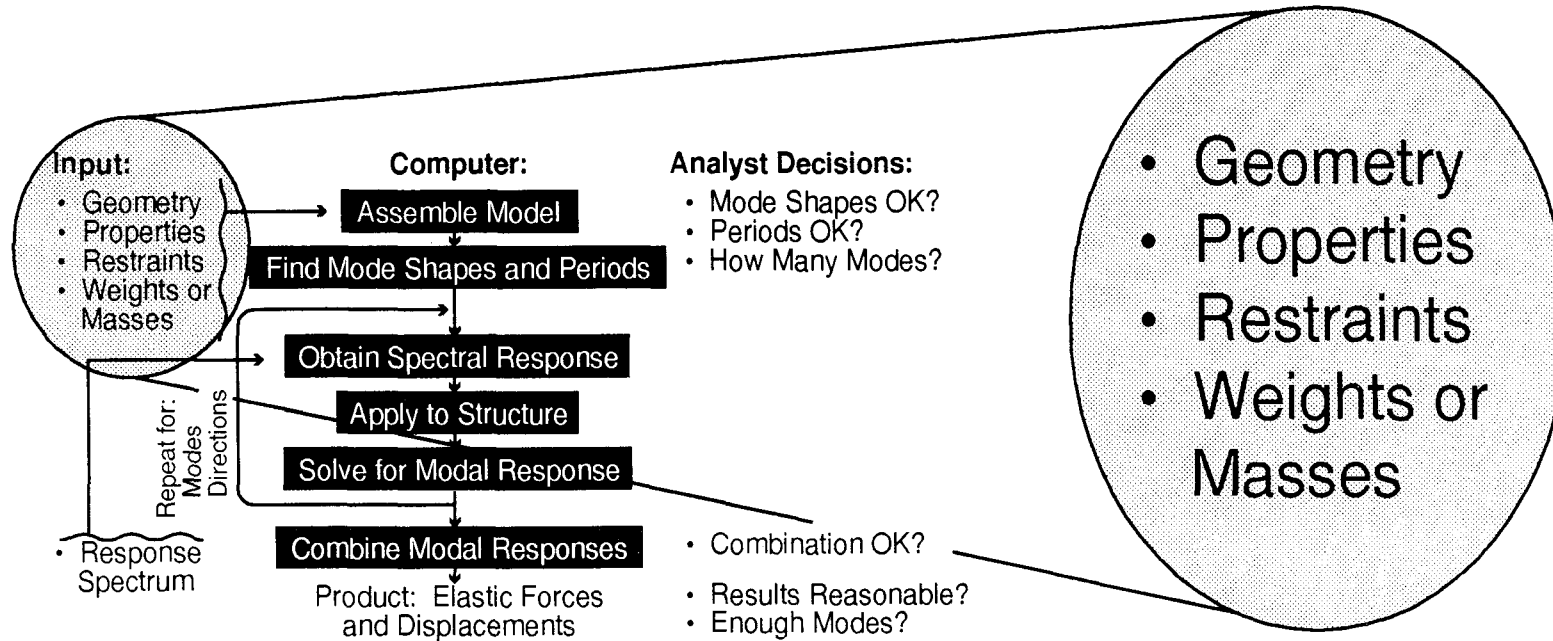 Input:
• Geometry
• Properties
• Restraints
• Weights or
Masses
• Response
Spectrum
Computer:
Assemble Model
Find Mode Shapes and Periods
Obtain Spectral Response
Apply to Structure
Solve for Modal Response
Combine Modal Responses
Product: Elastic Forces
and Displacements
Repeat for:
Modes
Directions
Analyst Decisions:
• Mode Shapes OK?
• Periods OK?
• How Many Modes?
• Combination OK?
• Results Reasonable?
• Enough Modes?
• Geometry
• Properties
• Restraints
• Weights or
Masses